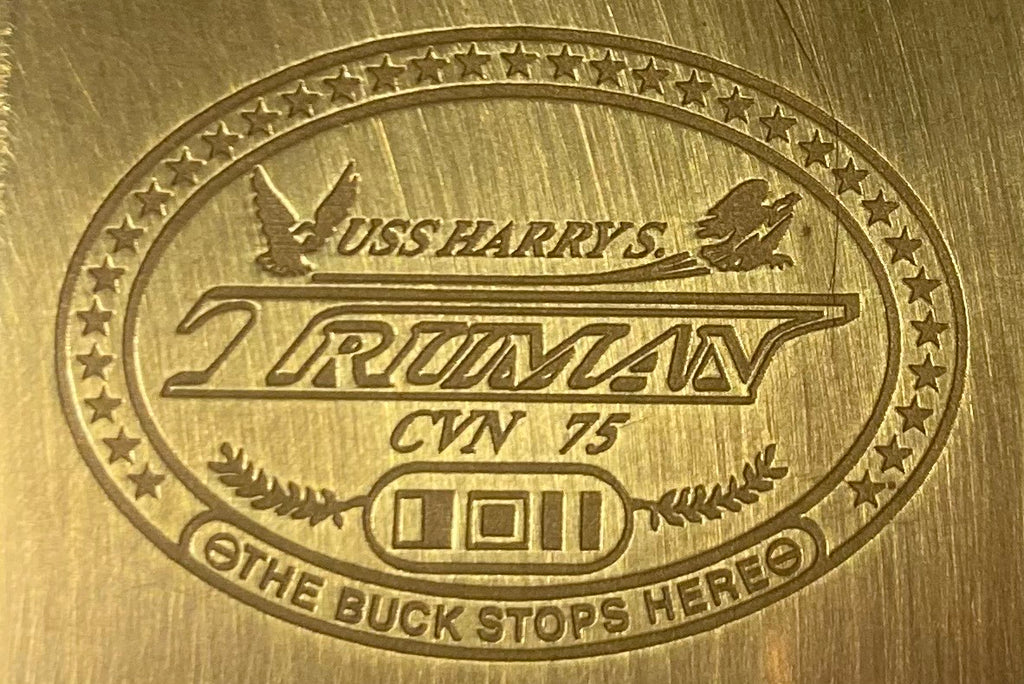 USS HARRY S.
TRUMAN
CVN 75
THE BUCK STOPS HERE